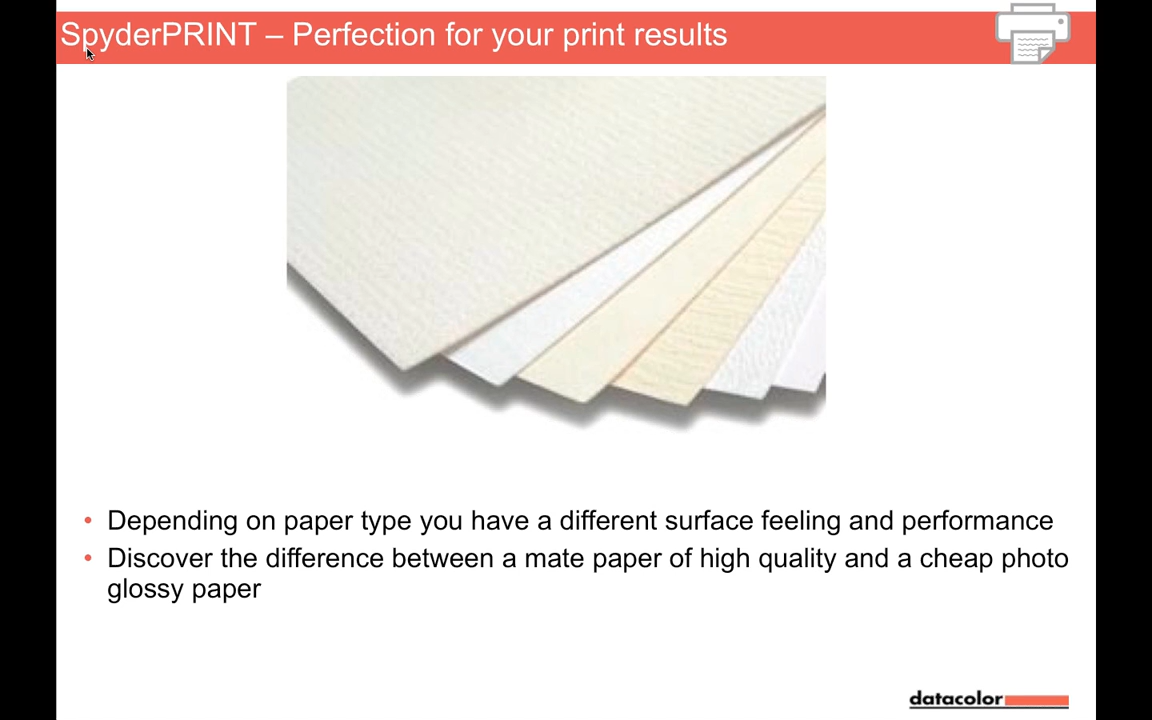 SpyderPRINT – Perfection for your print results
• Depending on paper type you have a different surface feeling and performance
• Discover the difference between a mate paper of high quality and a cheap photo
glossy paper
datacolor